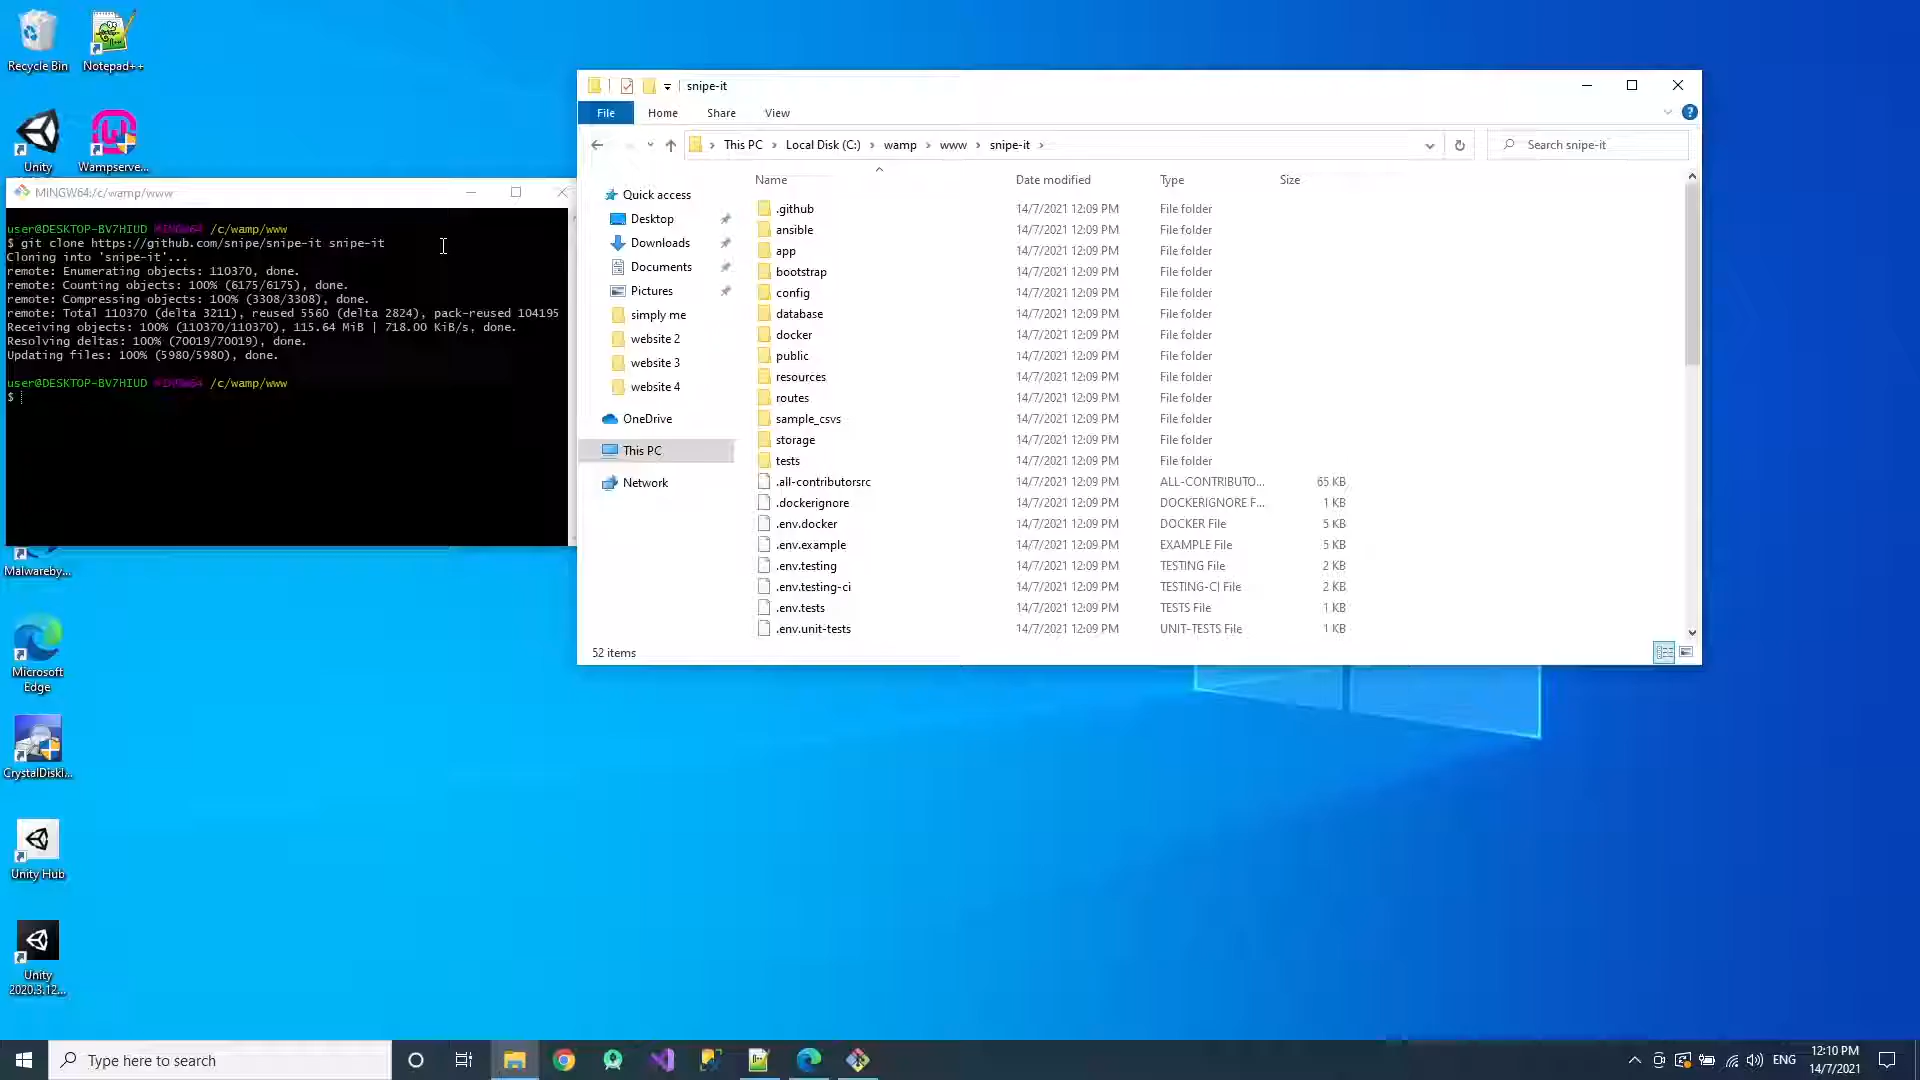 Recycle Bin
Notepad++
Unity
Wampserve...
MINGW64:/c/wamp/www
user@DESKTOP-BV7HIUD MINGW64 /c/wamp/www
$ git clone https://github.com/snipe/snipe-it snipe-it
Cloning into 'snipe-it'...
remote: Enumerating objects: 110370, done.
remote: Counting objects: 100% (6175/6175), done.
remote: Compressing objects: 100% (3308/3308), done.
remote: Total 110370 (delta 3211), reused 5560 (delta 2824), pack-reused 104195
Receiving objects: 100% (110370/110370), 115.64 MiB | 718.00 KiB/s, done.
Resolving deltas: 100% (70019/70019), done.
Updating files: 100% (5980/5980), done.
user@DESKTOP-BV7HIUD MINGW64 /c/wamp/www
$
Malwareby...
Microsoft
Edge
CrystalDiskI...
Unity Hub
Unity
2020.3.12...
snipe-it
File Home Share View
This PC Local Disk (C:) wamp www snipe-it
Search snipe-it
Quick access
Desktop
Downloads
Documents
Pictures
simply me
website 2
website 3
website 4
OneDrive
This PC
Network
Name Date modified Type Size
.github 14/7/2021 12:09 PM File folder
ansible 14/7/2021 12:09 PM File folder
app 14/7/2021 12:09 PM File folder
bootstrap 14/7/2021 12:09 PM File folder
config 14/7/2021 12:09 PM File folder
database 14/7/2021 12:09 PM File folder
docker 14/7/2021 12:09 PM File folder
public 14/7/2021 12:09 PM File folder
resources 14/7/2021 12:09 PM File folder
routes 14/7/2021 12:09 PM File folder
sample_csvs 14/7/2021 12:09 PM File folder
storage 14/7/2021 12:09 PM File folder
tests 14/7/2021 12:09 PM File folder
.all-contributorsrc 14/7/2021 12:09 PM ALL-CONTRIBUTO... 65 KB
.dockerignore 14/7/2021 12:09 PM DOCKERIGNORE F... 1 KB
.env.docker 14/7/2021 12:09 PM DOCKER File 5 KB
.env.example 14/7/2021 12:09 PM EXAMPLE File 5 KB
.env.testing 14/7/2021 12:09 PM TESTING File 2 KB
.env.testing-ci 14/7/2021 12:09 PM TESTING-CI File 2 KB
.env.tests 14/7/2021 12:09 PM TESTS File 1 KB
.env.unit-tests 14/7/2021 12:09 PM UNIT-TESTS File 1 KB
52 items
Type here to search
ENG
12:10 PM
14/7/2021